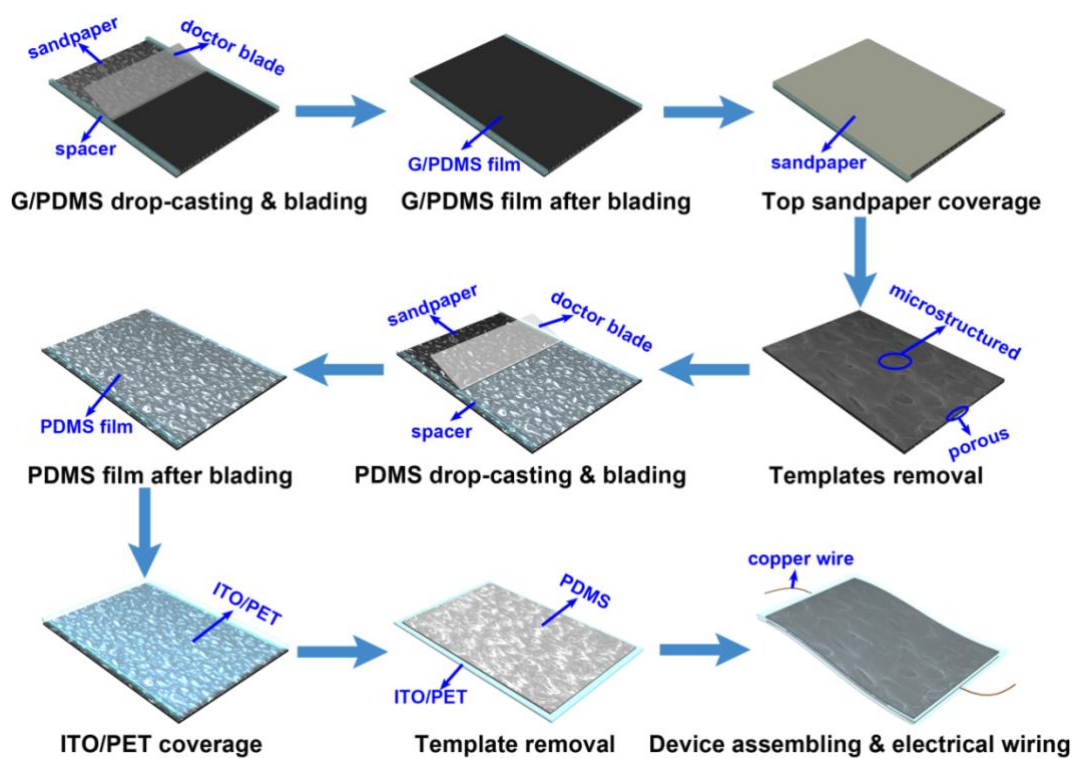 sandpaper
doctor blade
spacer
G/PDMS drop-casting & blading
G/PDMS film
G/PDMS film after blading
sandpaper
Top sandpaper coverage
microstructured
porous
Templates removal
sandpaper
doctor blade
spacer
PDMS drop-casting & blading
PDMS film
PDMS film after blading
ITO/PET
ITO/PET coverage
PDMS
ITO/PET
Template removal
copper wire
Device assembling & electrical wiring